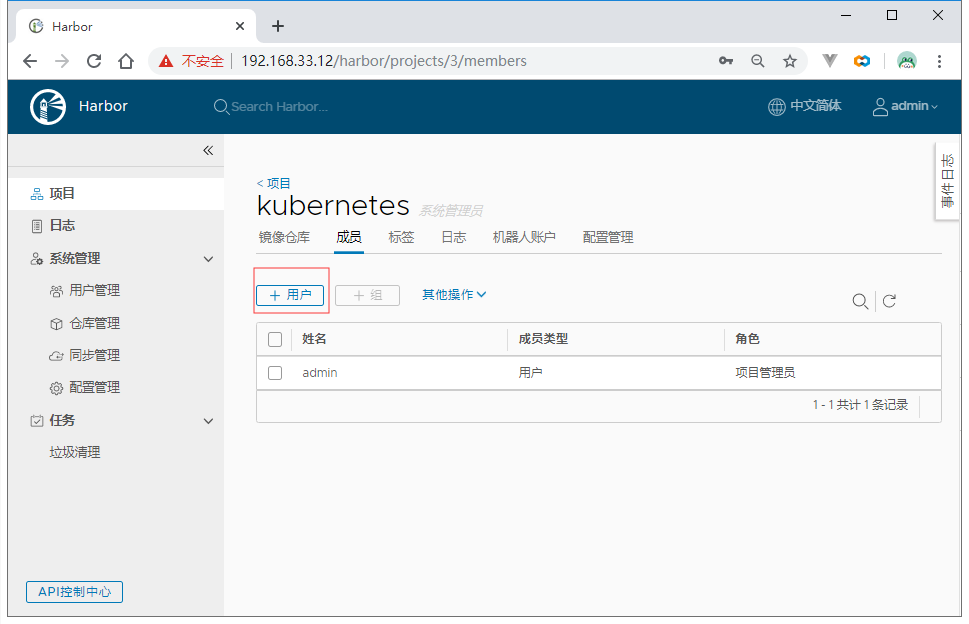 Harbor
不安全 192.168.33.12/harbor/projects/3/members
Harbor Search Harbor... 中文简体 admin
事件日志
项目
日志
系统管理
用户管理
仓库管理
同步管理
配置管理
任务
垃圾清理
API控制中心
< 项目
kubernetes 系统管理员
镜像仓库 成员 标签 日志 机器人账户 配置管理
+ 用户 + 组 其他操作
姓名 成员类型 角色
admin 用户 项目管理员
1 - 1 共计 1 条记录